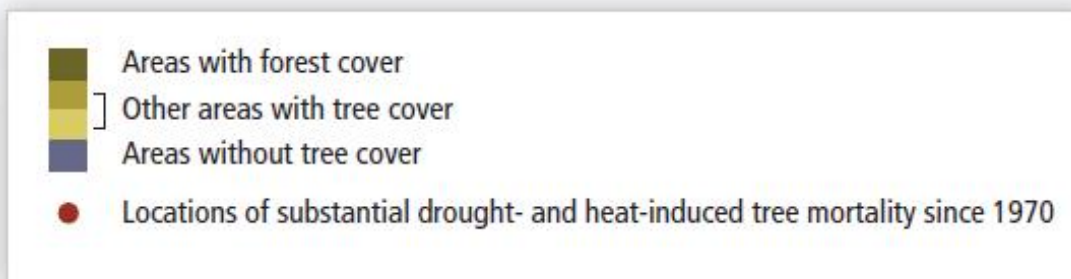 Areas with forest cover
Other areas with tree cover
Areas without tree cover
Locations of substantial drought- and heat-induced tree mortality since 1970